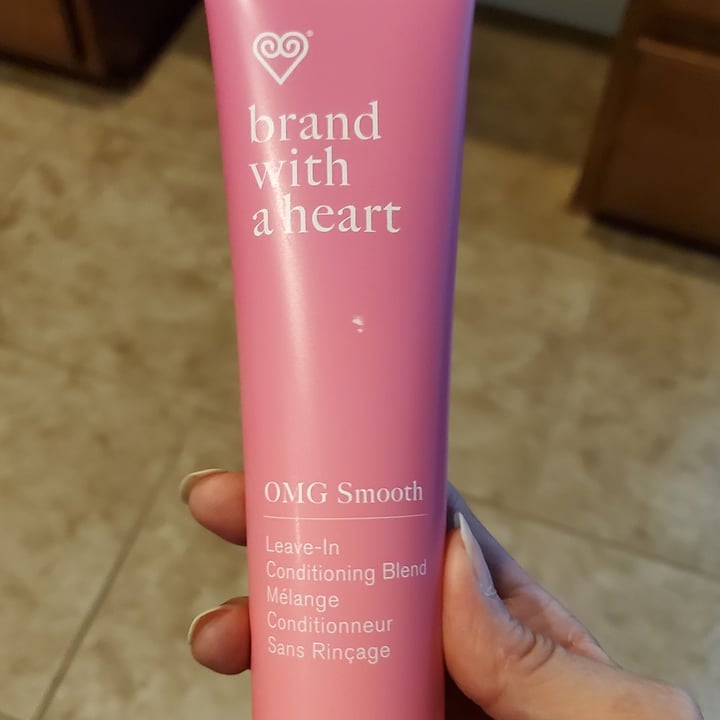 brand
with
a heart
OMG Smooth
Leave-In
Conditioning Blend
Mélange
Conditionneur
Sans Rinçage